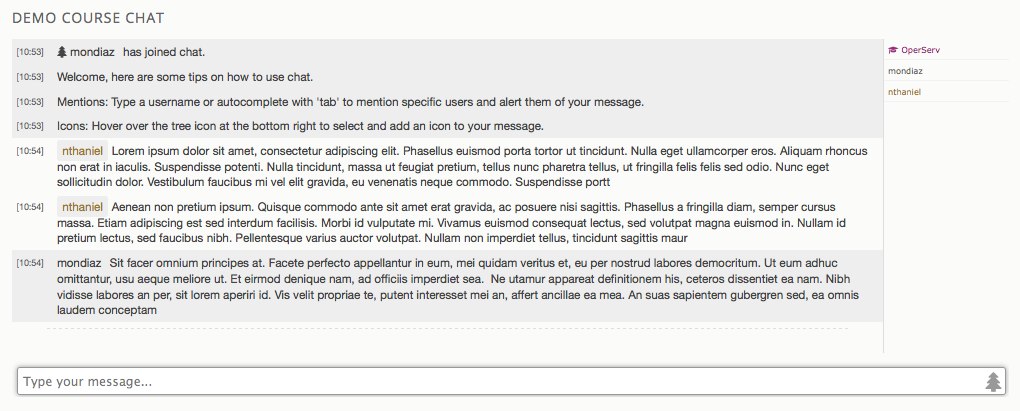 DEMO COURSE CHAT
[10:53] mondiaz has joined chat.
[10:53] Welcome, here are some tips on how to use chat.
[10:53] Mentions: Type a username or autocomplete with 'tab' to mention specific users and alert them of your message.
[10:53] Icons: Hover over the tree icon at the bottom right to select and add an icon to your message.
[10:54] nthaniel Lorem ipsum dolor sit amet, consectetur adipiscing elit. Phasellus euismod porta tortor ut tincidunt. Nulla eget ullamcorper eros. Aliquam rhoncus
non erat in iaculis. Suspendisse potenti. Nulla tincidunt, massa ut feugiat pretium, tellus nunc pharetra tellus, ut fringilla felis felis sed odio. Nunc eget
sollicitudin dolor. Vestibulum faucibus mi vel elit gravida, eu venenatis neque commodo. Suspendisse portt
[10:54] nthaniel Aenean non pretium ipsum. Quisque commodo ante sit amet erat gravida, ac posuere nisi sagittis. Phasellus a fringilla diam, semper cursus
massa. Etiam adipiscing est sed interdum facilisis. Morbi id vulputate mi. Vivamus euismod consequat lectus, sed volutpat magna euismod in. Nullam id
pretium lectus, sed faucibus nibh. Pellentesque varius auctor volutpat. Nullam non imperdiet tellus, tincidunt sagittis maur
[10:54] mondiaz Sit facer omnium principes at. Facete perfecto appellantur in eum, mei quidam veritus et, eu per nostrud labores democritum. Ut eum adhuc
omittantur, usu aeque meliore ut. Et eirmod denique nam, ad officiis imperdiet sea. Ne utamur appareat definitionem his, ceteros dissentiet ea nam. Nibh
vidisse labores an per, sit lorem aperiri id. Vis velit propriae te, putent interesset mei an, affert ancillae ea mea. An suas sapientem gubergren sed, ea omnis
laudem conceptam
OperServ
mondiaz
nthaniel
Type your message...